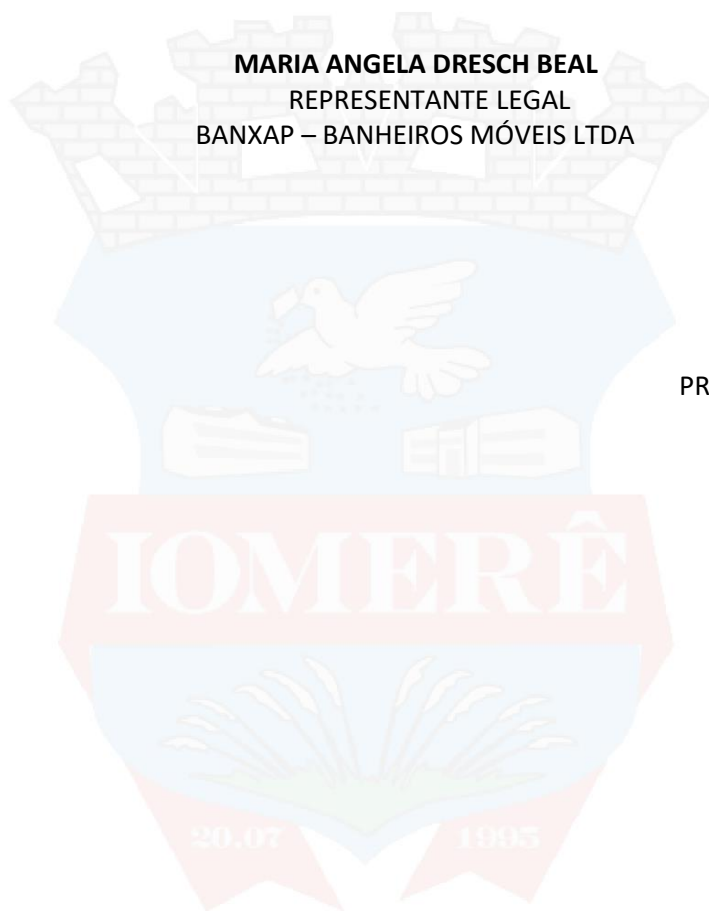 MARIA ANGELA DRESCH BEAL
REPRESENTANTE LEGAL
BANXAP – BANHEIROS MÓVEIS LTDA
PR
IOMERÊ
20.07 1995